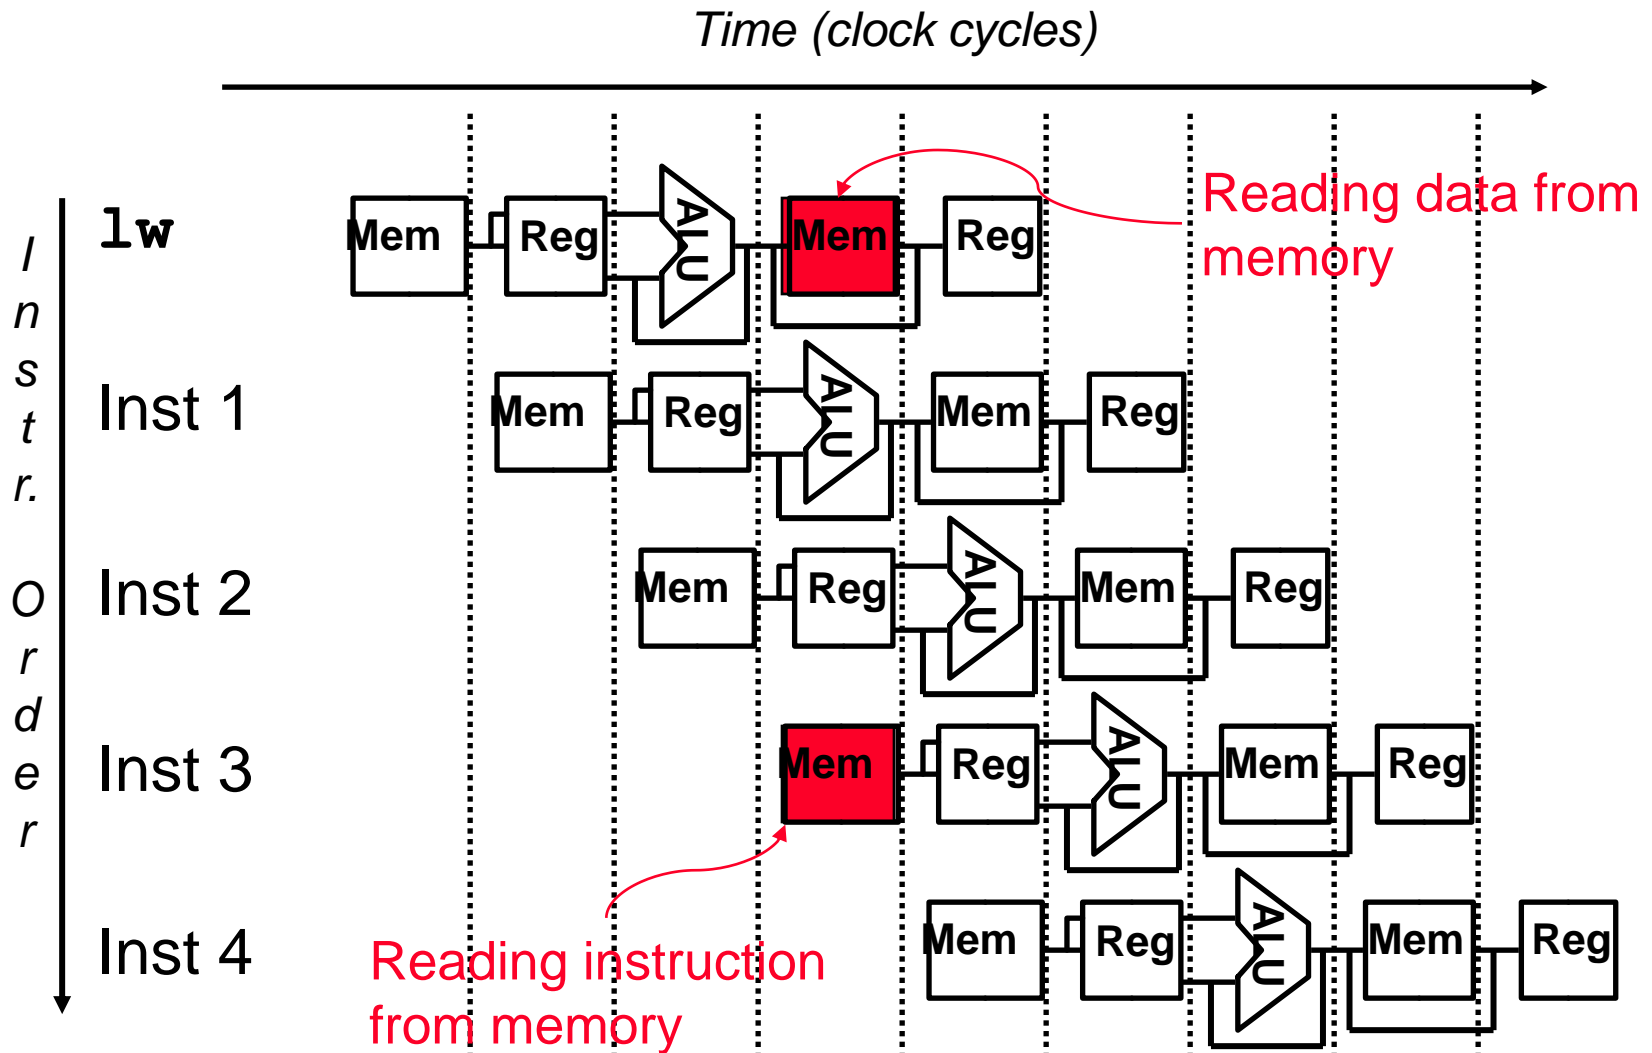 Time (clock cycles)
Instr. Order
lw
Mem Reg ALU Mem Reg
Reading data from
memory
Inst 1
Mem Reg ALU Mem Reg
Inst 2
Mem Reg ALU Mem Reg
Inst 3
Mem Reg ALU Mem Reg
Inst 4
Mem Reg ALU Mem Reg
Reading instruction
from memory